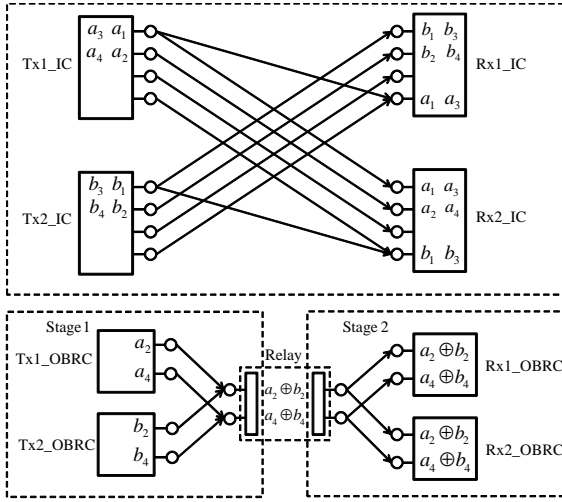 a3 a1
a4 a2
Tx1_IC
b1 b3
b2 b4
a1 a3
Rx1_IC
b3 b1
b4 b2
Tx2_IC
a1 a3
a2 a4
b1 b3
Rx2_IC
Stage 1
Tx1_OBRC
a2
a4
Tx2_OBRC
b2
b4
Relay
a2 ⊕ b2
a4 ⊕ b4
Stage 2
a2 ⊕ b2
a4 ⊕ b4
Rx1_OBRC
a2 ⊕ b2
a4 ⊕ b4
Rx2_OBRC